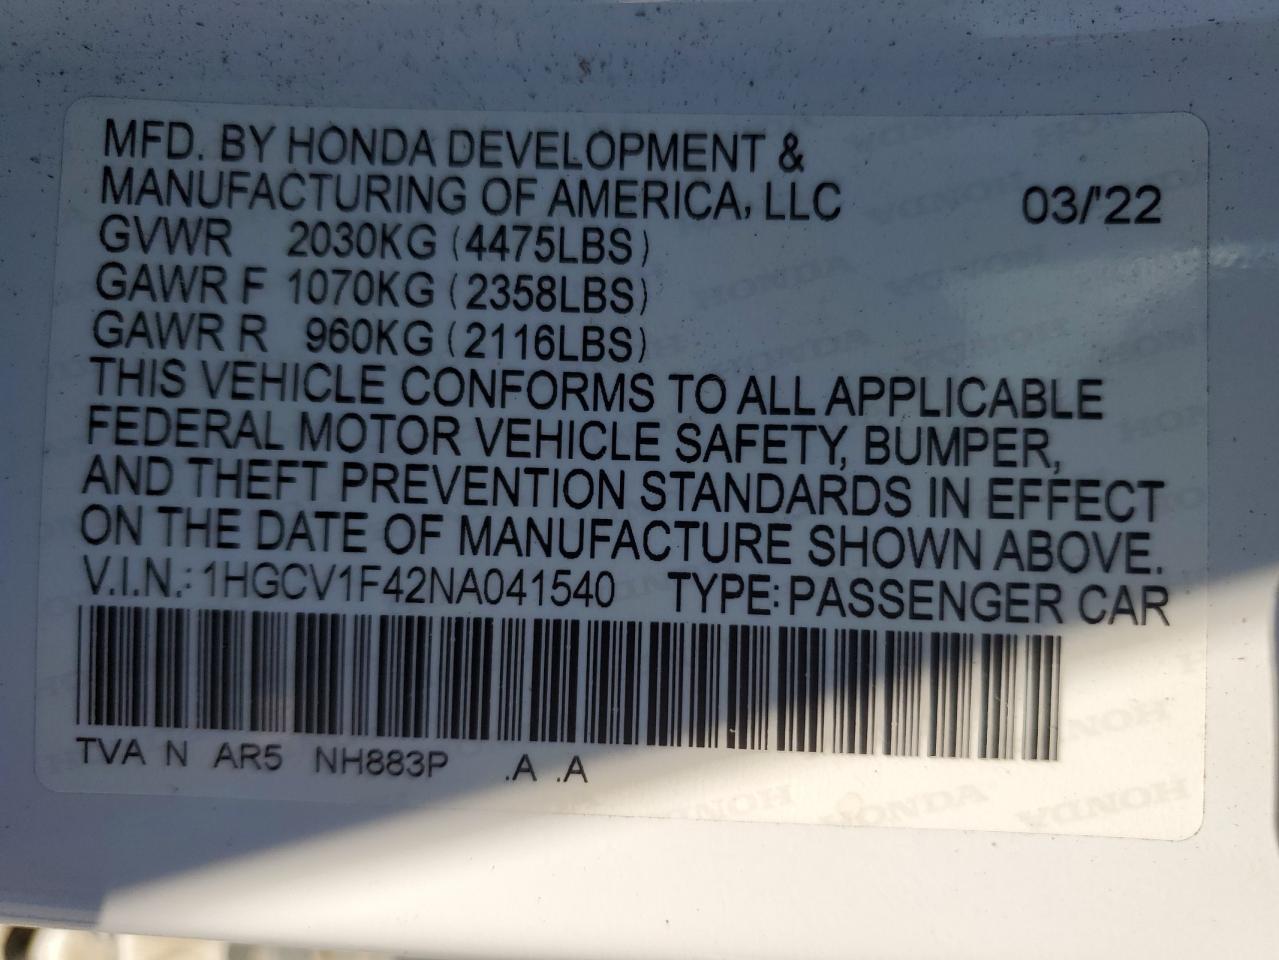 MFD. BY HONDA DEVELOPMENT &
MANUFACTURING OF AMERICA, LLC 03/'22
GVWR 2030KG (4475LBS)
GAWR F 1070KG (2358LBS)
GAWR R 960KG (2116LBS)
THIS VEHICLE CONFORMS TO ALL APPLICABLE
FEDERAL MOTOR VEHICLE SAFETY, BUMPER,
AND THEFT PREVENTION STANDARDS IN EFFECT
ON THE DATE OF MANUFACTURE SHOWN ABOVE.
V.I.N.: 1HGCV1F42NA041540 TYPE: PASSENGER CAR
TVA N AR5 NH883P .A .A